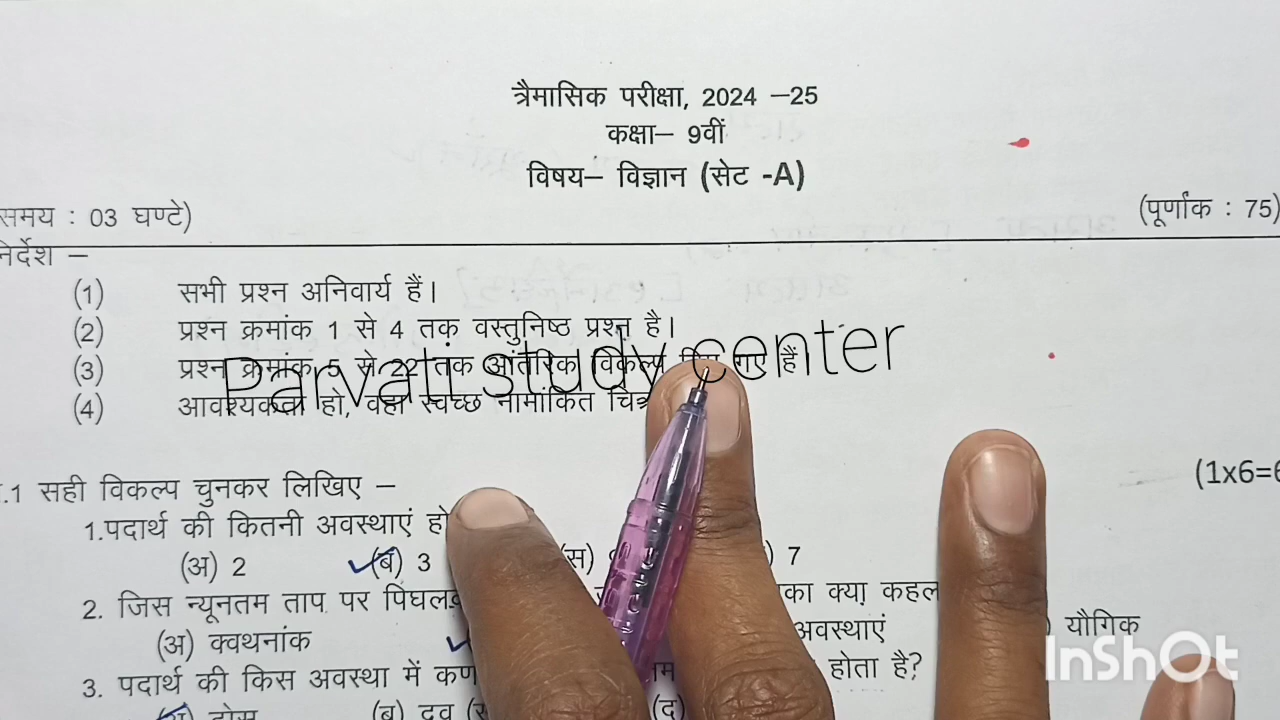 त्रैमासिक परीक्षा, 2024 –25
कक्षा– 9वीं
विषय– विज्ञान (सेट -A)
समय : 03 घण्टे)
(पूर्णांक : 75)
निर्देश –
(1) सभी प्रश्न अनिवार्य हैं।
(2) प्रश्न क्रमांक 1 से 4 तक वस्तुनिष्ठ प्रश्न है।
(3) प्रश्न क्रमांक 5 से 22 तक आंतरिक विकल्प गए हैं
Parvati study center
(4) आवश्यकता हो, वहां स्वच्छ नामांकित चित्र
.1 सही विकल्प चुनकर लिखिए –
(1x6=6
1.पदार्थ की कितनी अवस्थाएं
(अ) 2 (ब) 3 (स) 7
2. जिस न्यूनतम ताप पर का क्या कहल
(अ) क्वथनांक अवस्थाएं यौगिक
3. पदार्थ की किस अवस्था में होता है?
(अ) ठोस (ब) द्रव (द)
InShOt